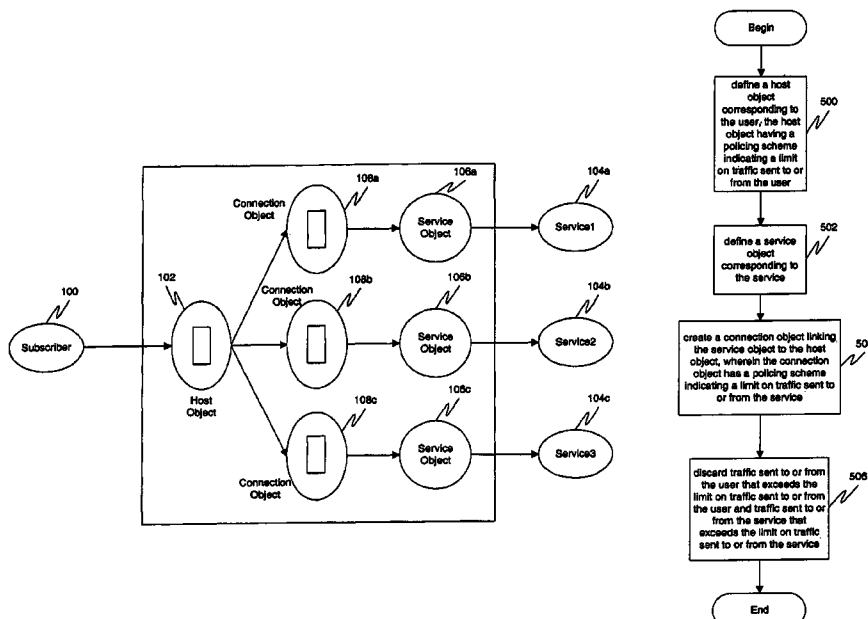 108a
106a
104a
Connection
Object
Service
Object
Service1
100
102
Connection
Object
108b
106b
104b
Subscriber
Service
Object
Service2
Host
Object
108c
106c
104c
Connection
Object
Service
Object
Service3
Begin
define a host
object
corresponding to
the user, the host
object having a
policing scheme
indicating a limit
on traffic sent to or
from the user
500
define a service
object
corresponding to
the service
502
create a connection object linking
the service object to the host
object, wherein the connection
object has a policing scheme
indicating a limit on traffic sent to
or from the service
50
discard traffic sent to or from
the user that exceeds the
limit on traffic sent to or from
the user and traffic sent to or
from the service that
exceeds the limit on traffic
sent to or from the service
506
End